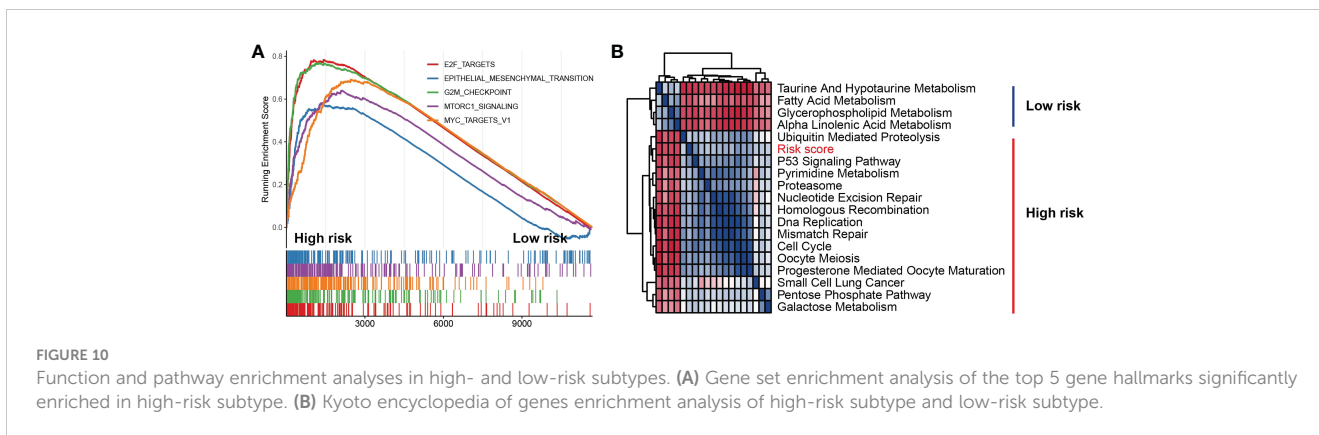 A
0.8
0.6
0.4
0.2
0.0
Running Enrichment Score
E2F_TARGETS
EPITHELIAL_MESENCHYMAL_TRANSITION
G2M_CHECKPOINT
MTORC1_SIGNALING
MYC_TARGETS_V1
High risk
Low risk
3000
6000
9000
B
Taurine And Hypotaurine Metabolism
Fatty Acid Metabolism
Glycerophospholipid Metabolism
Alpha Linolenic Acid Metabolism
Ubiquitin Mediated Proteolysis
Risk score
P53 Signaling Pathway
Pyrimidine Metabolism
Proteasome
Nucleotide Excision Repair
Homologous Recombination
Dna Replication
Mismatch Repair
Cell Cycle
Oocyte Meiosis
Progesterone Mediated Oocyte Maturation
Small Cell Lung Cancer
Pentose Phosphate Pathway
Galactose Metabolism
Low risk
High risk
FIGURE 10
Function and pathway enrichment analyses in high- and low-risk subtypes. (A) Gene set enrichment analysis of the top 5 gene hallmarks significantly
enriched in high-risk subtype. (B) Kyoto encyclopedia of genes enrichment analysis of high-risk subtype and low-risk subtype.